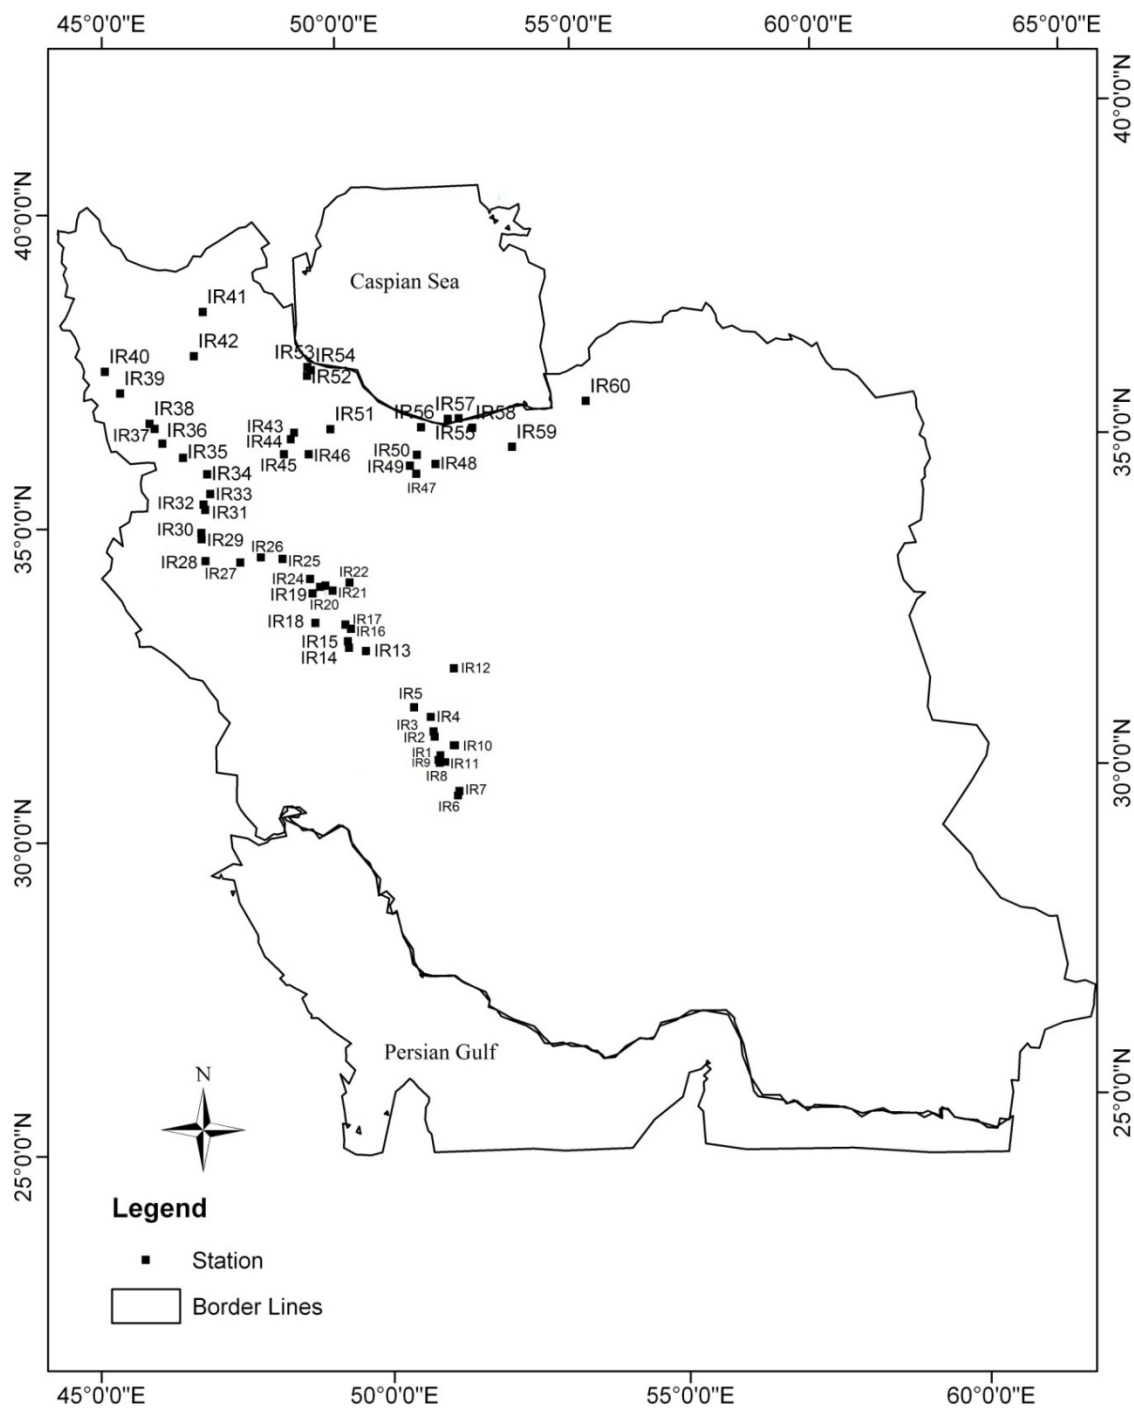 45°0'0"E 50°0'0"E 55°0'0"E 60°0'0"E 65°0'0"E
40°0'0"N
40°0'0"N
Caspian Sea
IR41
IR53 IR54
IR42
IR40
IR52
IR39
IR60
IR57
IR56 IR58
IR38
IR51
IR37 IR36
IR43
IR55
35°0'0"N
IR44
IR59
IR35
IR45 IR46
IR50
IR49 IR48
IR34
IR47
IR33
IR32
IR31
35°0'0"N
IR30
IR29
IR26
IR28
IR25
IR27
IR24 IR22
IR19 IR21
IR20
IR18 IR17
IR16
IR15
IR14 IR13
IR12
IR5
IR4
IR3
IR2
IR10
IR1
IR9 IR11
30°0'0"N
IR8
IR7
IR6
30°0'0"N
Persian Gulf
N
25°0'0"N
25°0'0"N
Legend
Station
Border Lines
45°0'0"E 50°0'0"E 55°0'0"E 60°0'0"E